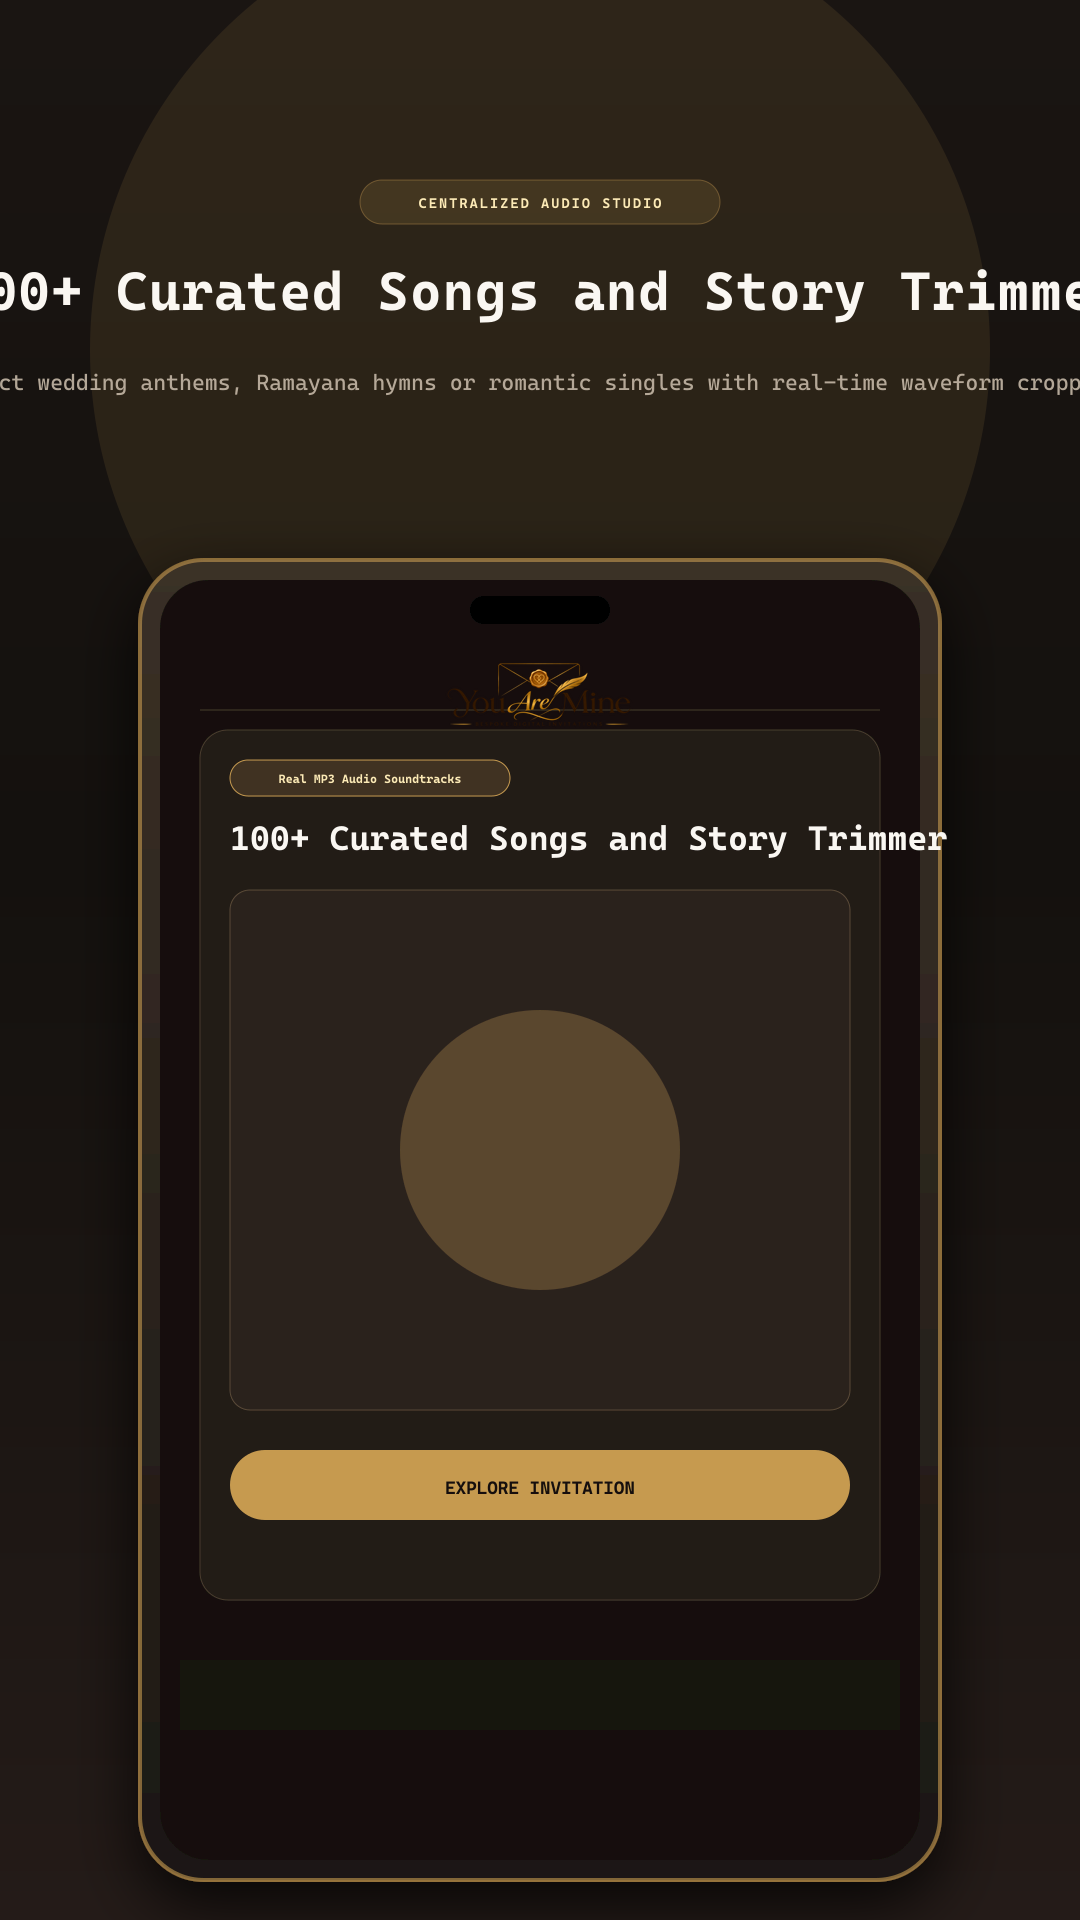 CENTRALIZED AUDIO STUDIO
00+ Curated Songs and Story Trimme
ct wedding anthems, Ramayana hymns or romantic singles with real-time waveform cropp
You Are Mine
Real MP3 Audio Soundtracks
100+ Curated Songs and Story Trimmer
EXPLORE INVITATION